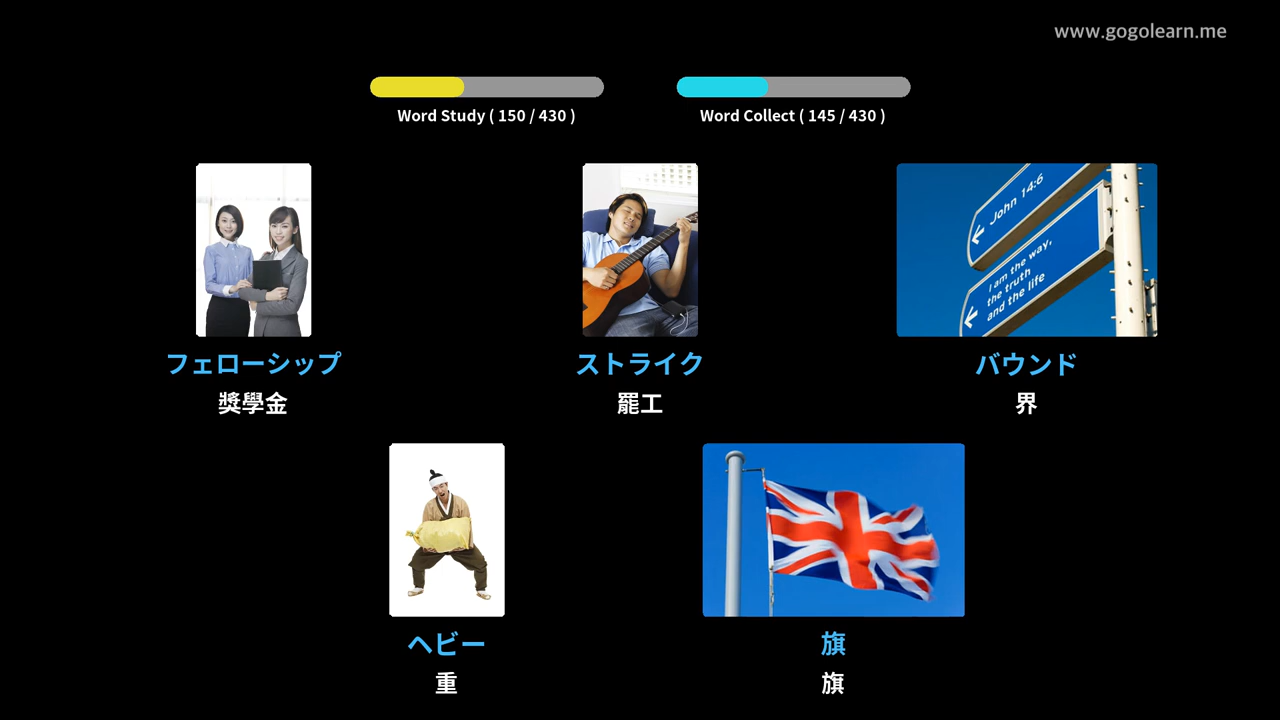 www.gogolearn.me
Word Study ( 150 / 430 )
Word Collect ( 145 / 430 )
John 14:6
I am the way,
the truth
and the life
フェローシップ
ストライク
バウンド
獎學金
罷工
界
ヘビー
旗
重
旗